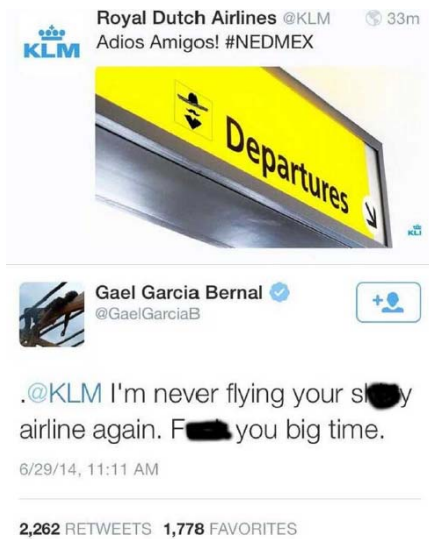 Royal Dutch Airlines @KLM 33m
KLM
Adios Amigos! #NEDMEX
Departures
KLM
Gael Garcia Bernal
@GaelGarciaB
.@KLM I'm never flying your s y
airline again. F you big time.
6/29/14, 11:11 AM
2,262 RETWEETS 1,778 FAVORITES